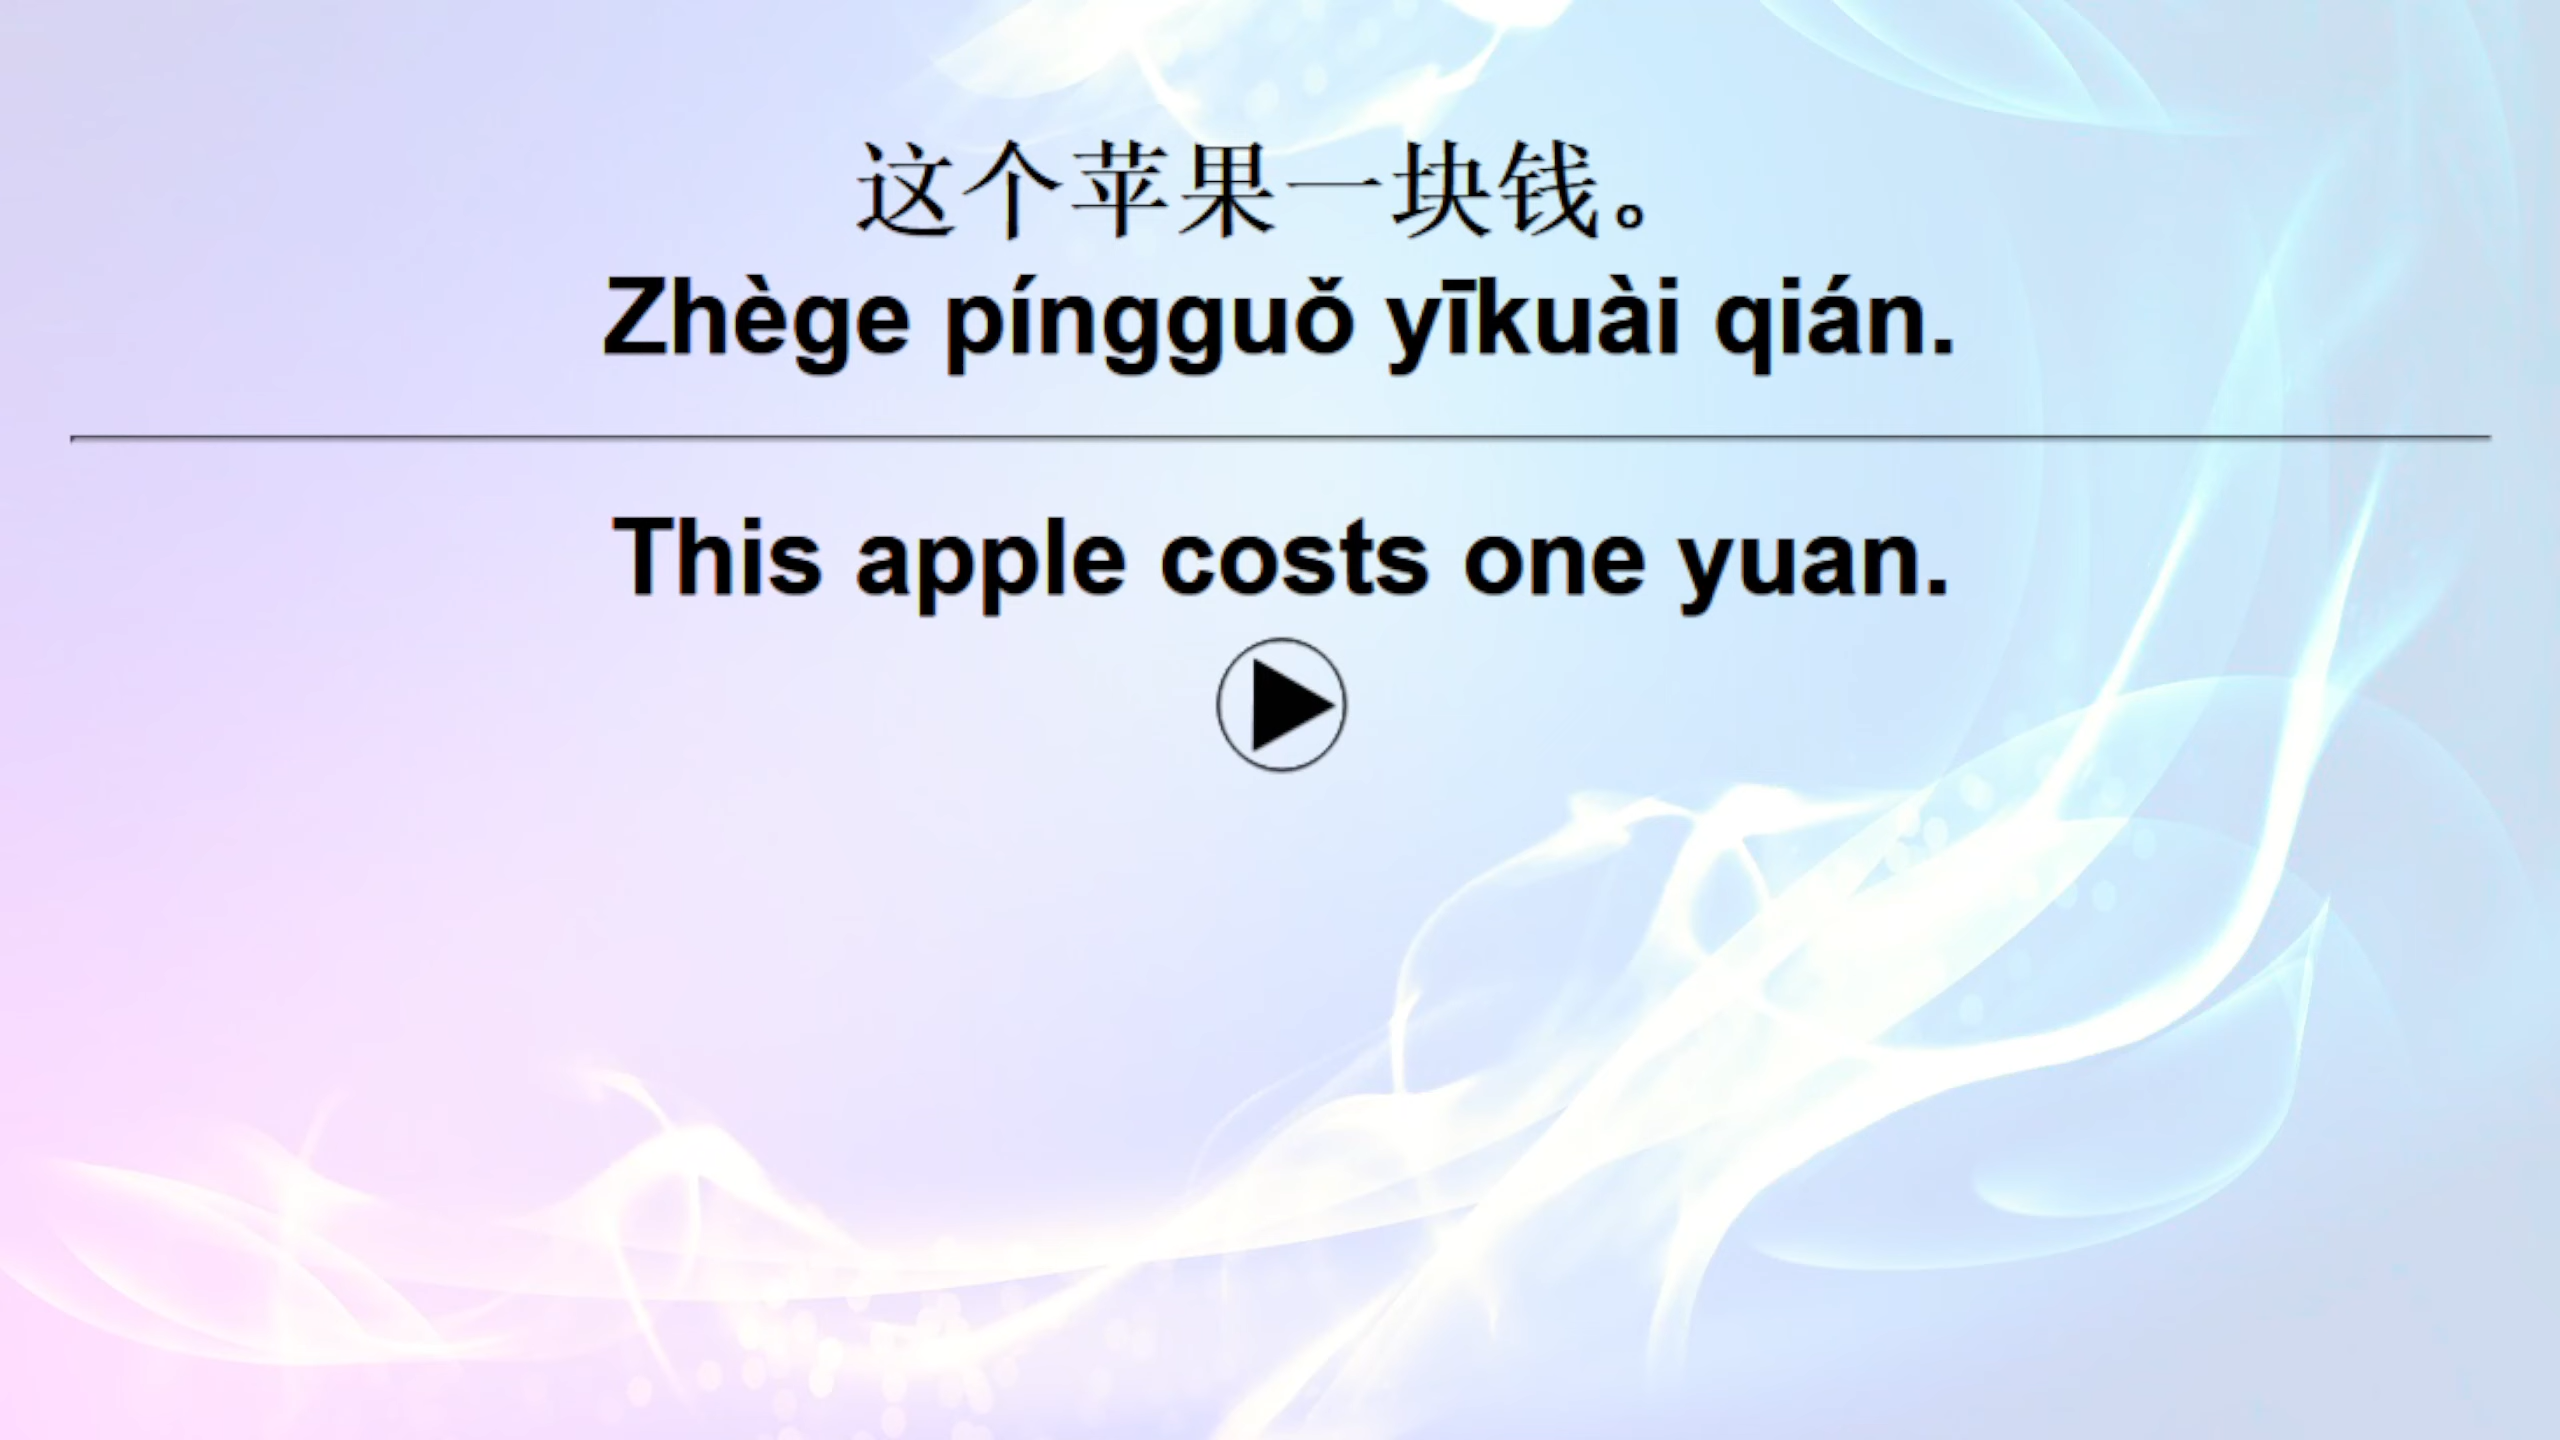 这个苹果一块钱。
Zhège píngguǒ yīkuài qián.
This apple costs one yuan.